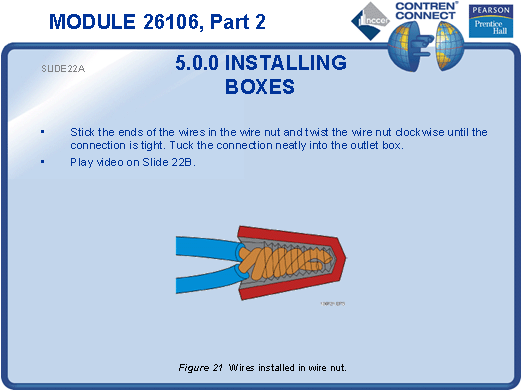 MODULE 26106, Part 2
nccer
CONTREN®
CONNECT
PEARSON
Prentice
Hall
SLIDE 22A
5.0.0 INSTALLING
BOXES
• Stick the ends of the wires in the wire nut and twist the wire nut clockwise until the
connection is tight. Tuck the connection neatly into the outlet box.
• Play video on Slide 22B.
Figure 21 Wires installed in wire nut.